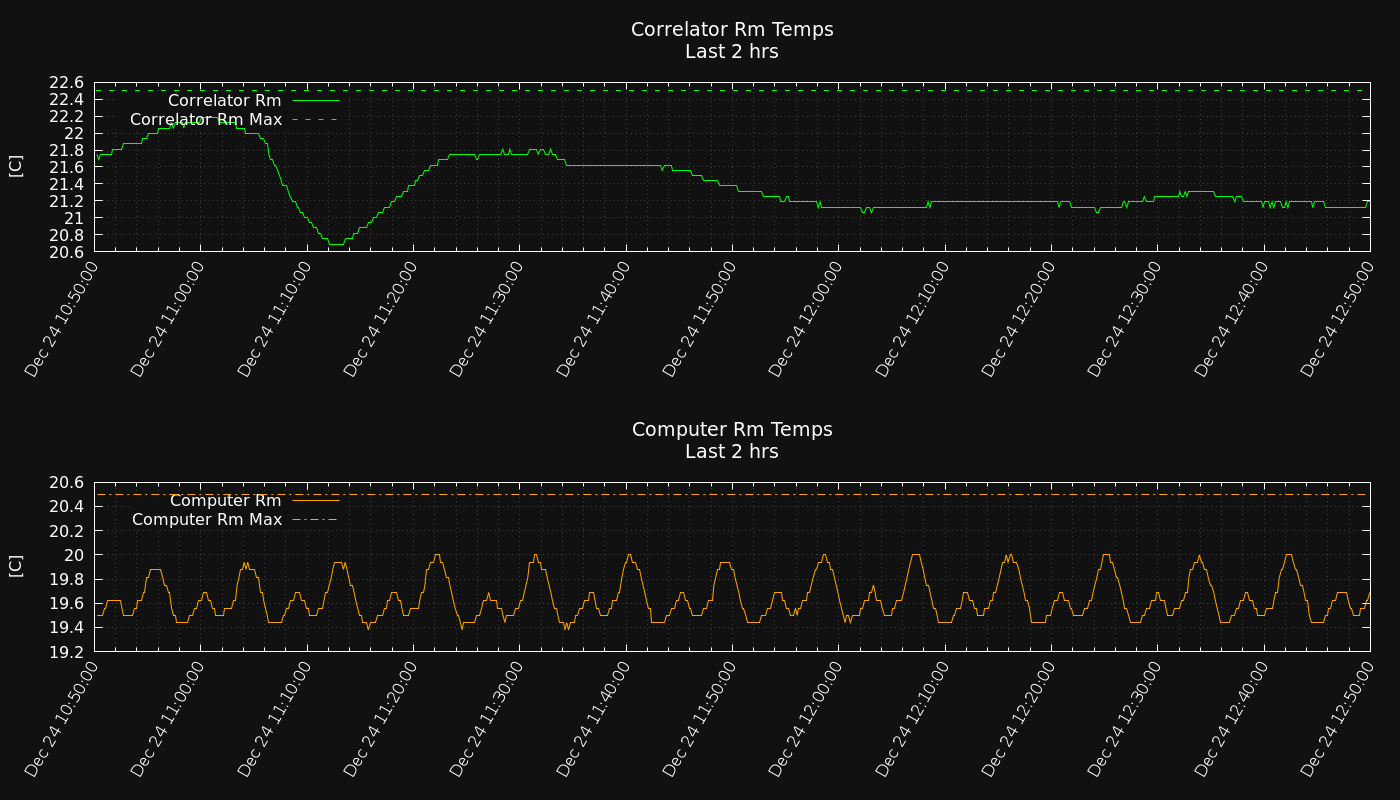 Correlator Rm Temps
Last 2 hrs
[C]
22.6
22.4
22.2
22
21.8
21.6
21.4
21.2
21
20.8
20.6
Correlator Rm
Correlator Rm Max
Dec 24 10:50:00
Dec 24 11:00:00
Dec 24 11:10:00
Dec 24 11:20:00
Dec 24 11:30:00
Dec 24 11:40:00
Dec 24 11:50:00
Dec 24 12:00:00
Dec 24 12:10:00
Dec 24 12:20:00
Dec 24 12:30:00
Dec 24 12:40:00
Dec 24 12:50:00
Computer Rm Temps
Last 2 hrs
[C]
20.6
20.4
20.2
20
19.8
19.6
19.4
19.2
Computer Rm
Computer Rm Max
Dec 24 10:50:00
Dec 24 11:00:00
Dec 24 11:10:00
Dec 24 11:20:00
Dec 24 11:30:00
Dec 24 11:40:00
Dec 24 11:50:00
Dec 24 12:00:00
Dec 24 12:10:00
Dec 24 12:20:00
Dec 24 12:30:00
Dec 24 12:40:00
Dec 24 12:50:00